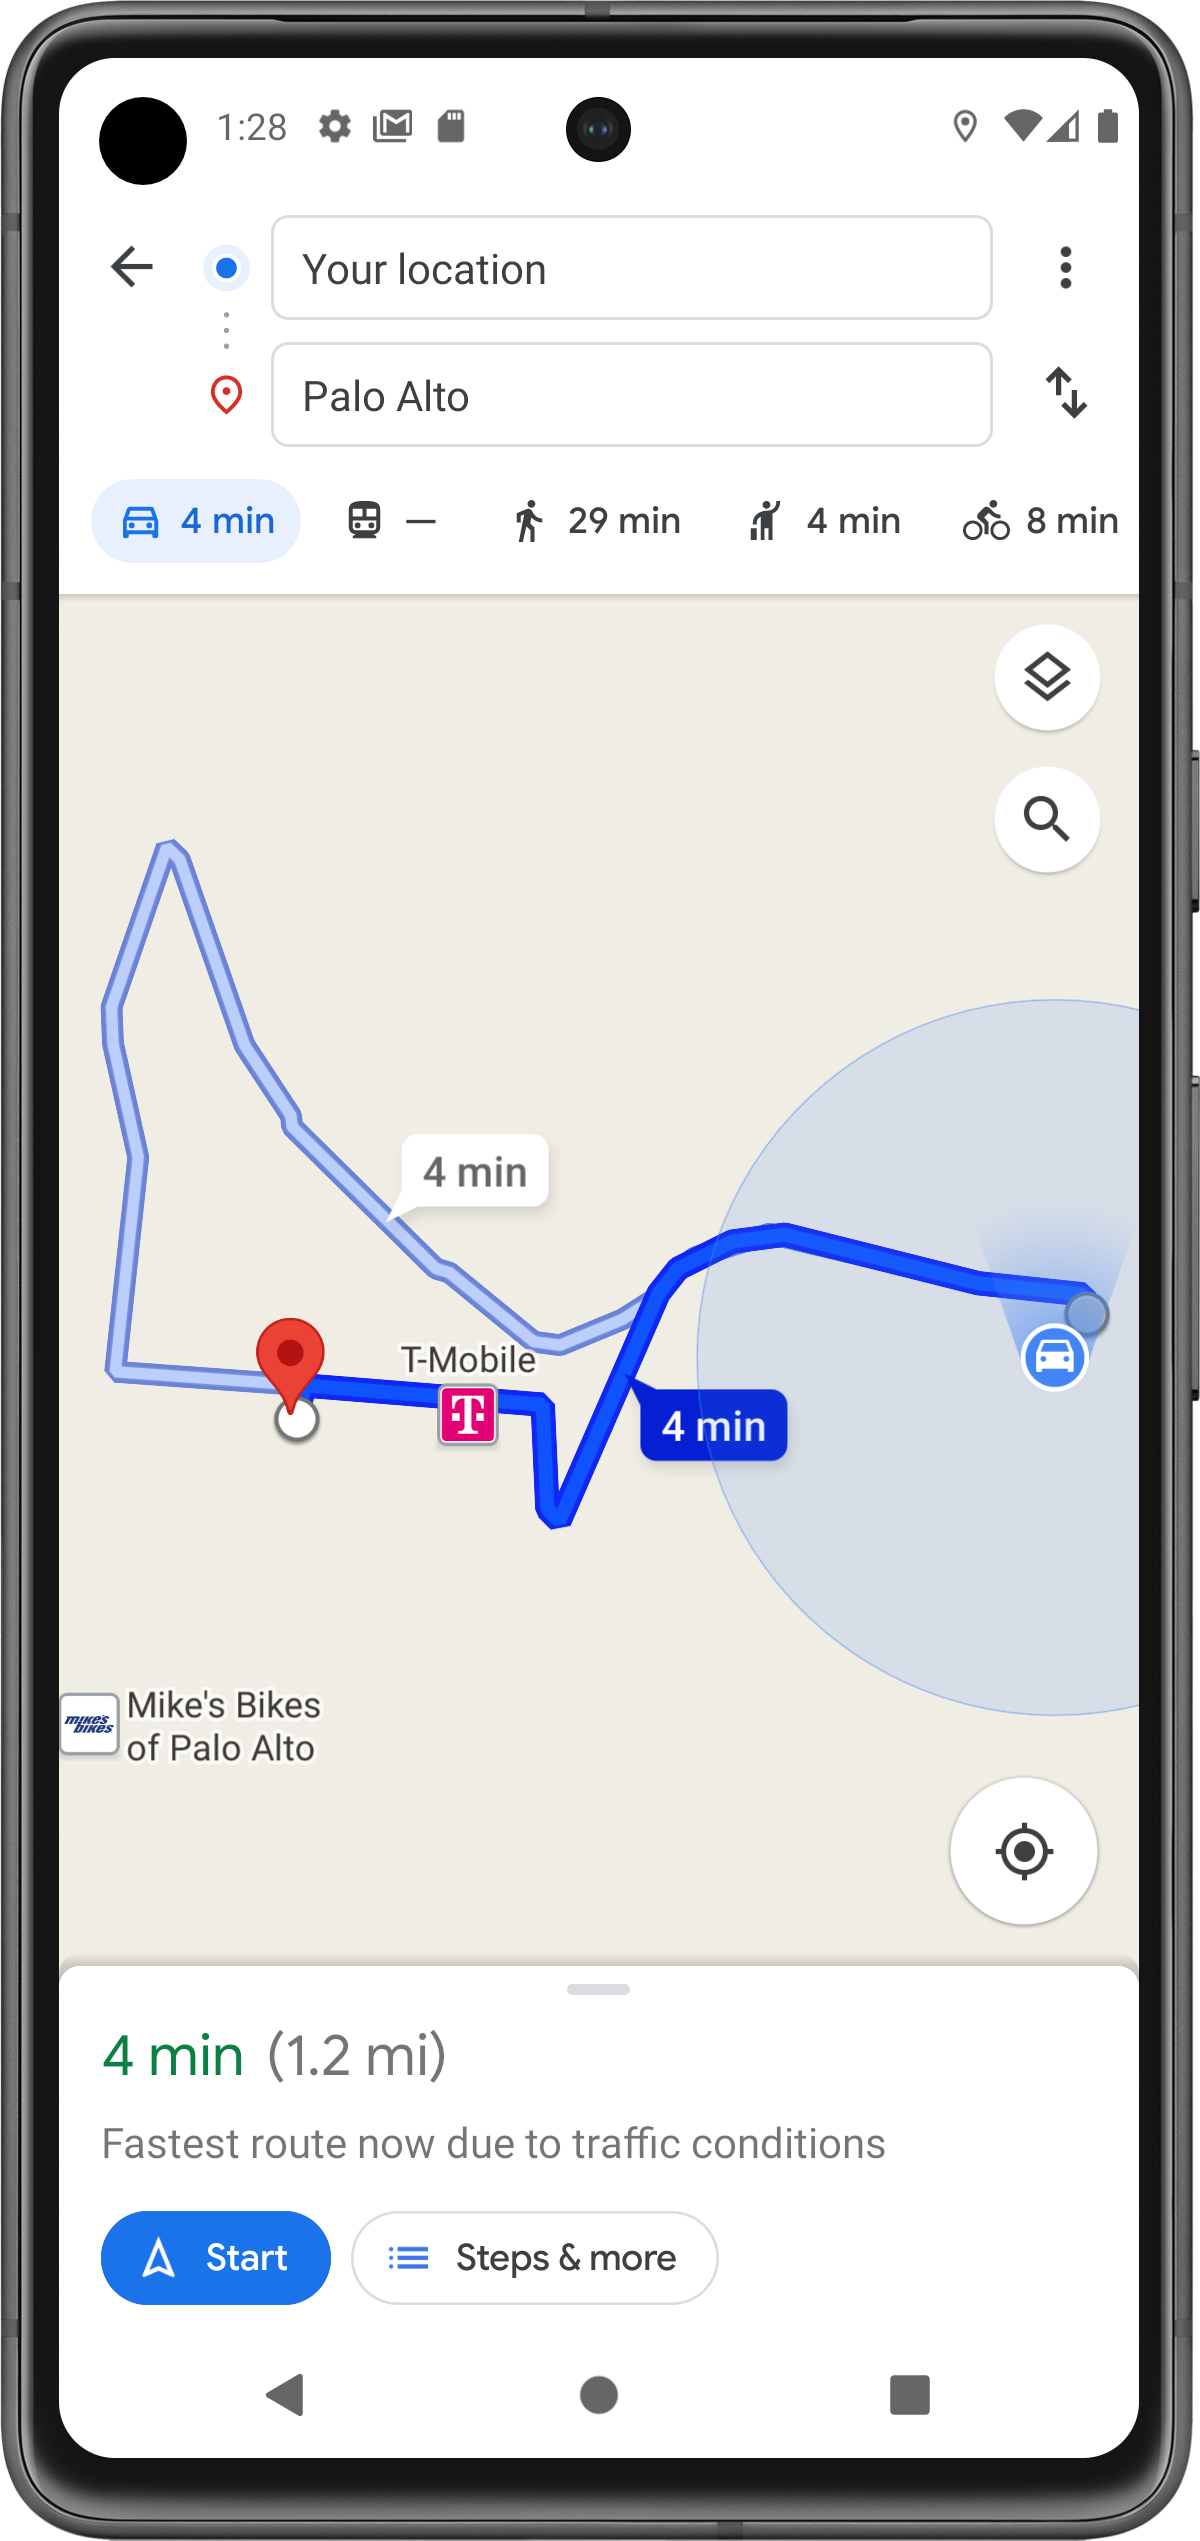 1:28
Your location
Palo Alto
4 min
—
29 min
4 min
8 min
4 min
T-Mobile
T
4 min
Mike's Bikes
of Palo Alto
mike's
bikes
4 min (1.2 mi)
Fastest route now due to traffic conditions
Start
Steps & more